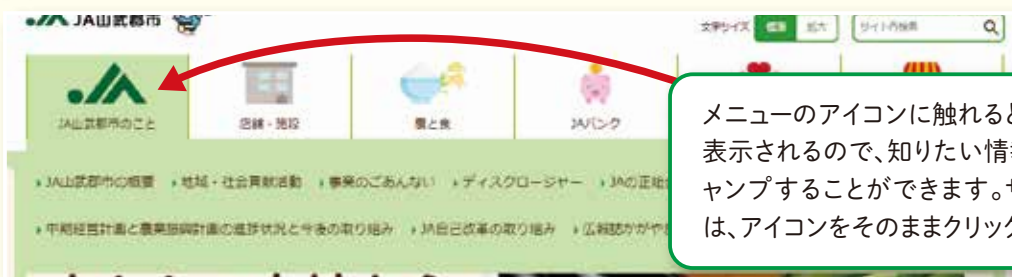 JA山武郡市
文字サイズ 標準 拡大 サイト内検索
JA山武郡市のこと 店舗・施設 農と食 JAバンク
JA山武郡市の概要 地域・社会貢献活動 事業のごあんない ディスクロージャー JAの正組
中期経営計画と農業振興計画の進捗状況と今後の取り組み JA自己改革の取り組み 広報誌かがや
メニューのアイコンに触れると
表示されるので、知りたい情
ャンプすることができます。
は、アイコンをそのままクリック